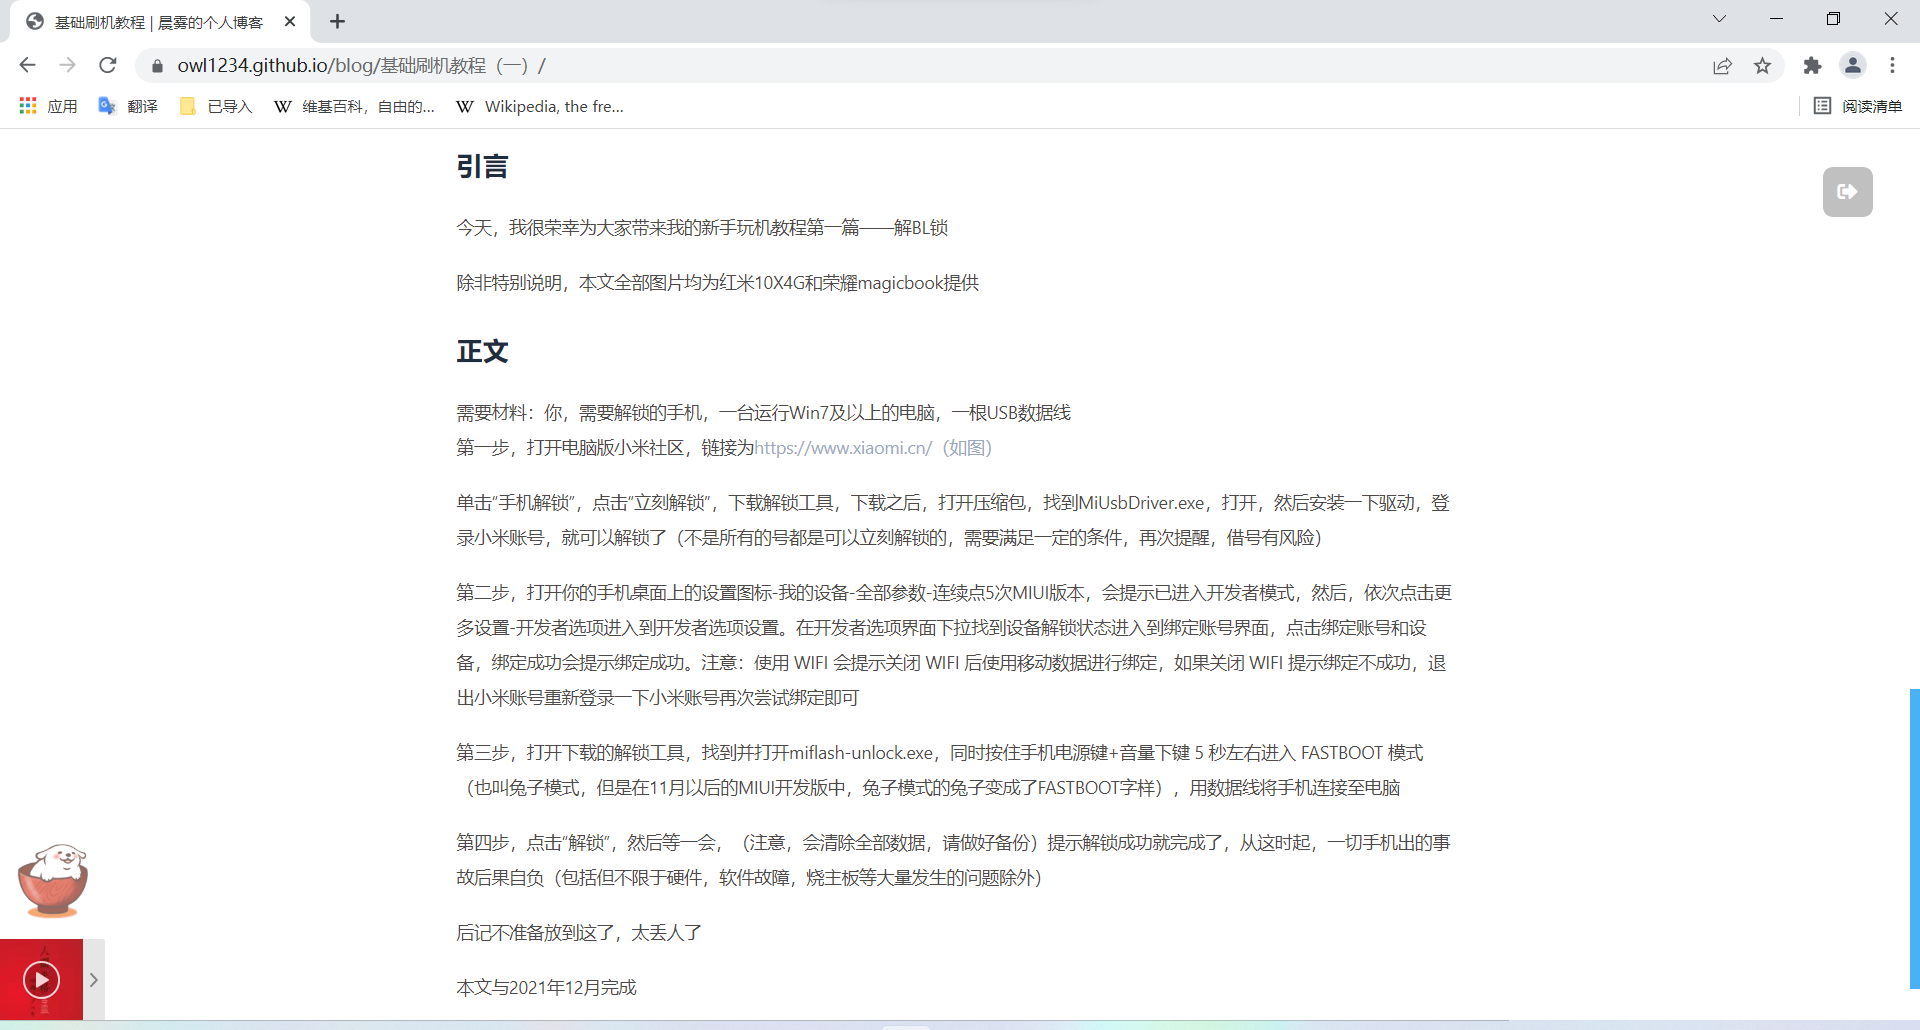 基础刷机教程 | 晨雾的个人博客
owl1234.github.io/blog/基础刷机教程（一）/
应用
翻译
已导入
维基百科，自由的...
Wikipedia, the fre...
阅读清单
引言
今天，我很荣幸为大家带来我的新手玩机教程第一篇——解BL锁
除非特别说明，本文全部图片均为红米10X4G和荣耀magicbook提供
正文
需要材料：你，需要解锁的手机，一台运行Win7及以上的电脑，一根USB数据线
第一步，打开电脑版小米社区，链接为https://www.xiaomi.cn/（如图）
单击“手机解锁”，点击“立刻解锁”，下载解锁工具，下载之后，打开压缩包，找到MiUsbDriver.exe，打开，然后安装一下驱动，登
录小米账号，就可以解锁了（不是所有的号都是可以立刻解锁的，需要满足一定的条件，再次提醒，借号有风险）
第二步，打开你的手机桌面上的设置图标-我的设备-全部参数-连续点5次MIUI版本，会提示已进入开发者模式，然后，依次点击更
多设置-开发者选项进入到开发者选项设置。在开发者选项界面下拉找到设备解锁状态进入到绑定账号界面，点击绑定账号和设
备，绑定成功会提示绑定成功。注意：使用 WIFI 会提示关闭 WIFI 后使用移动数据进行绑定，如果关闭 WIFI 提示绑定不成功，退
出小米账号重新登录一下小米账号再次尝试绑定即可
第三步，打开下载的解锁工具，找到并打开miflash-unlock.exe，同时按住手机电源键+音量下键 5 秒左右进入 FASTBOOT 模式
（也叫兔子模式，但是在11月以后的MIUI开发版中，兔子模式的兔子变成了FASTBOOT字样），用数据线将手机连接至电脑
第四步，点击“解锁”，然后等一会，（注意，会清除全部数据，请做好备份）提示解锁成功就完成了，从这时起，一切手机出的事
故后果自负（包括但不限于硬件，软件故障，烧主板等大量发生的问题除外）
后记不准备放到这了，太丢人了
本文与2021年12月完成